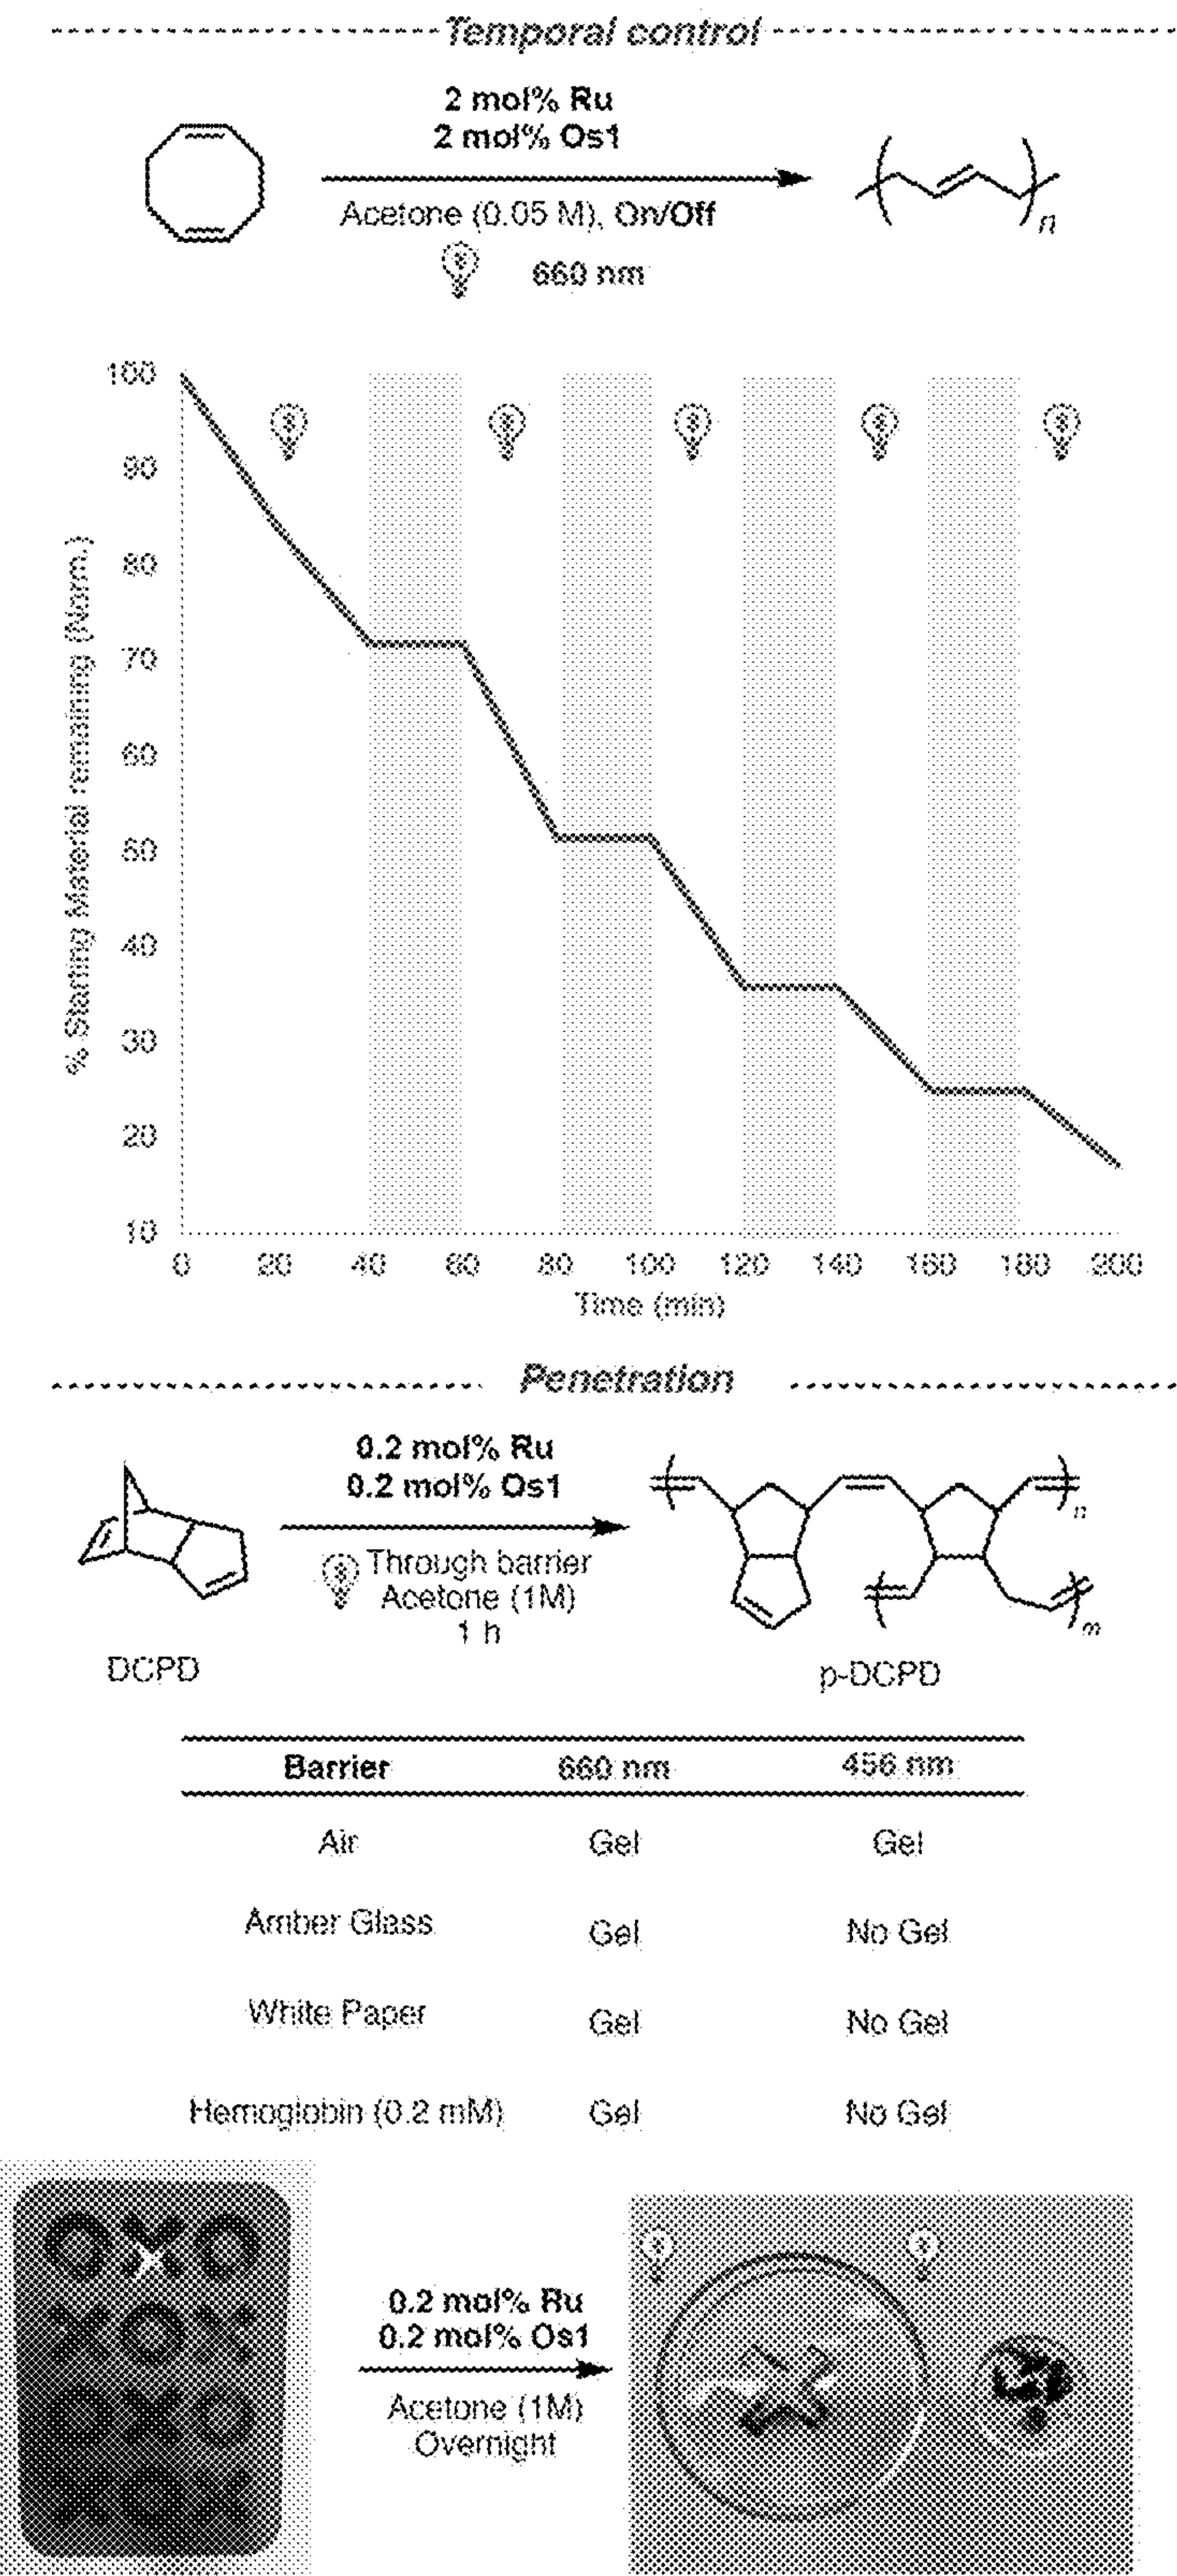 Temporal control
2 mol% Ru
2 mol% Os1
Acetone (0.05 M), On/Off
660 nm
n
100
90
80
70
60
50
40
30
20
10
% Starting Material remaining (Norm.)
0 20 40 60 80 100 120 140 160 180 200
Time (min)
Penetration
0.2 mol% Ru
0.2 mol% Os1
Through barrier
Acetone (1M)
1 h
n
m
DCPD
p-DCPD
Barrier 660 nm 456 nm
Air Gel Gel
Amber Glass Gel No Gel
White Paper Gel No Gel
Hemoglobin (0.2 mM) Gel No Gel
OXO
XOX
OXO
XOX
0.2 mol% Ru
0.2 mol% Os1
Acetone (1M)
Overnight